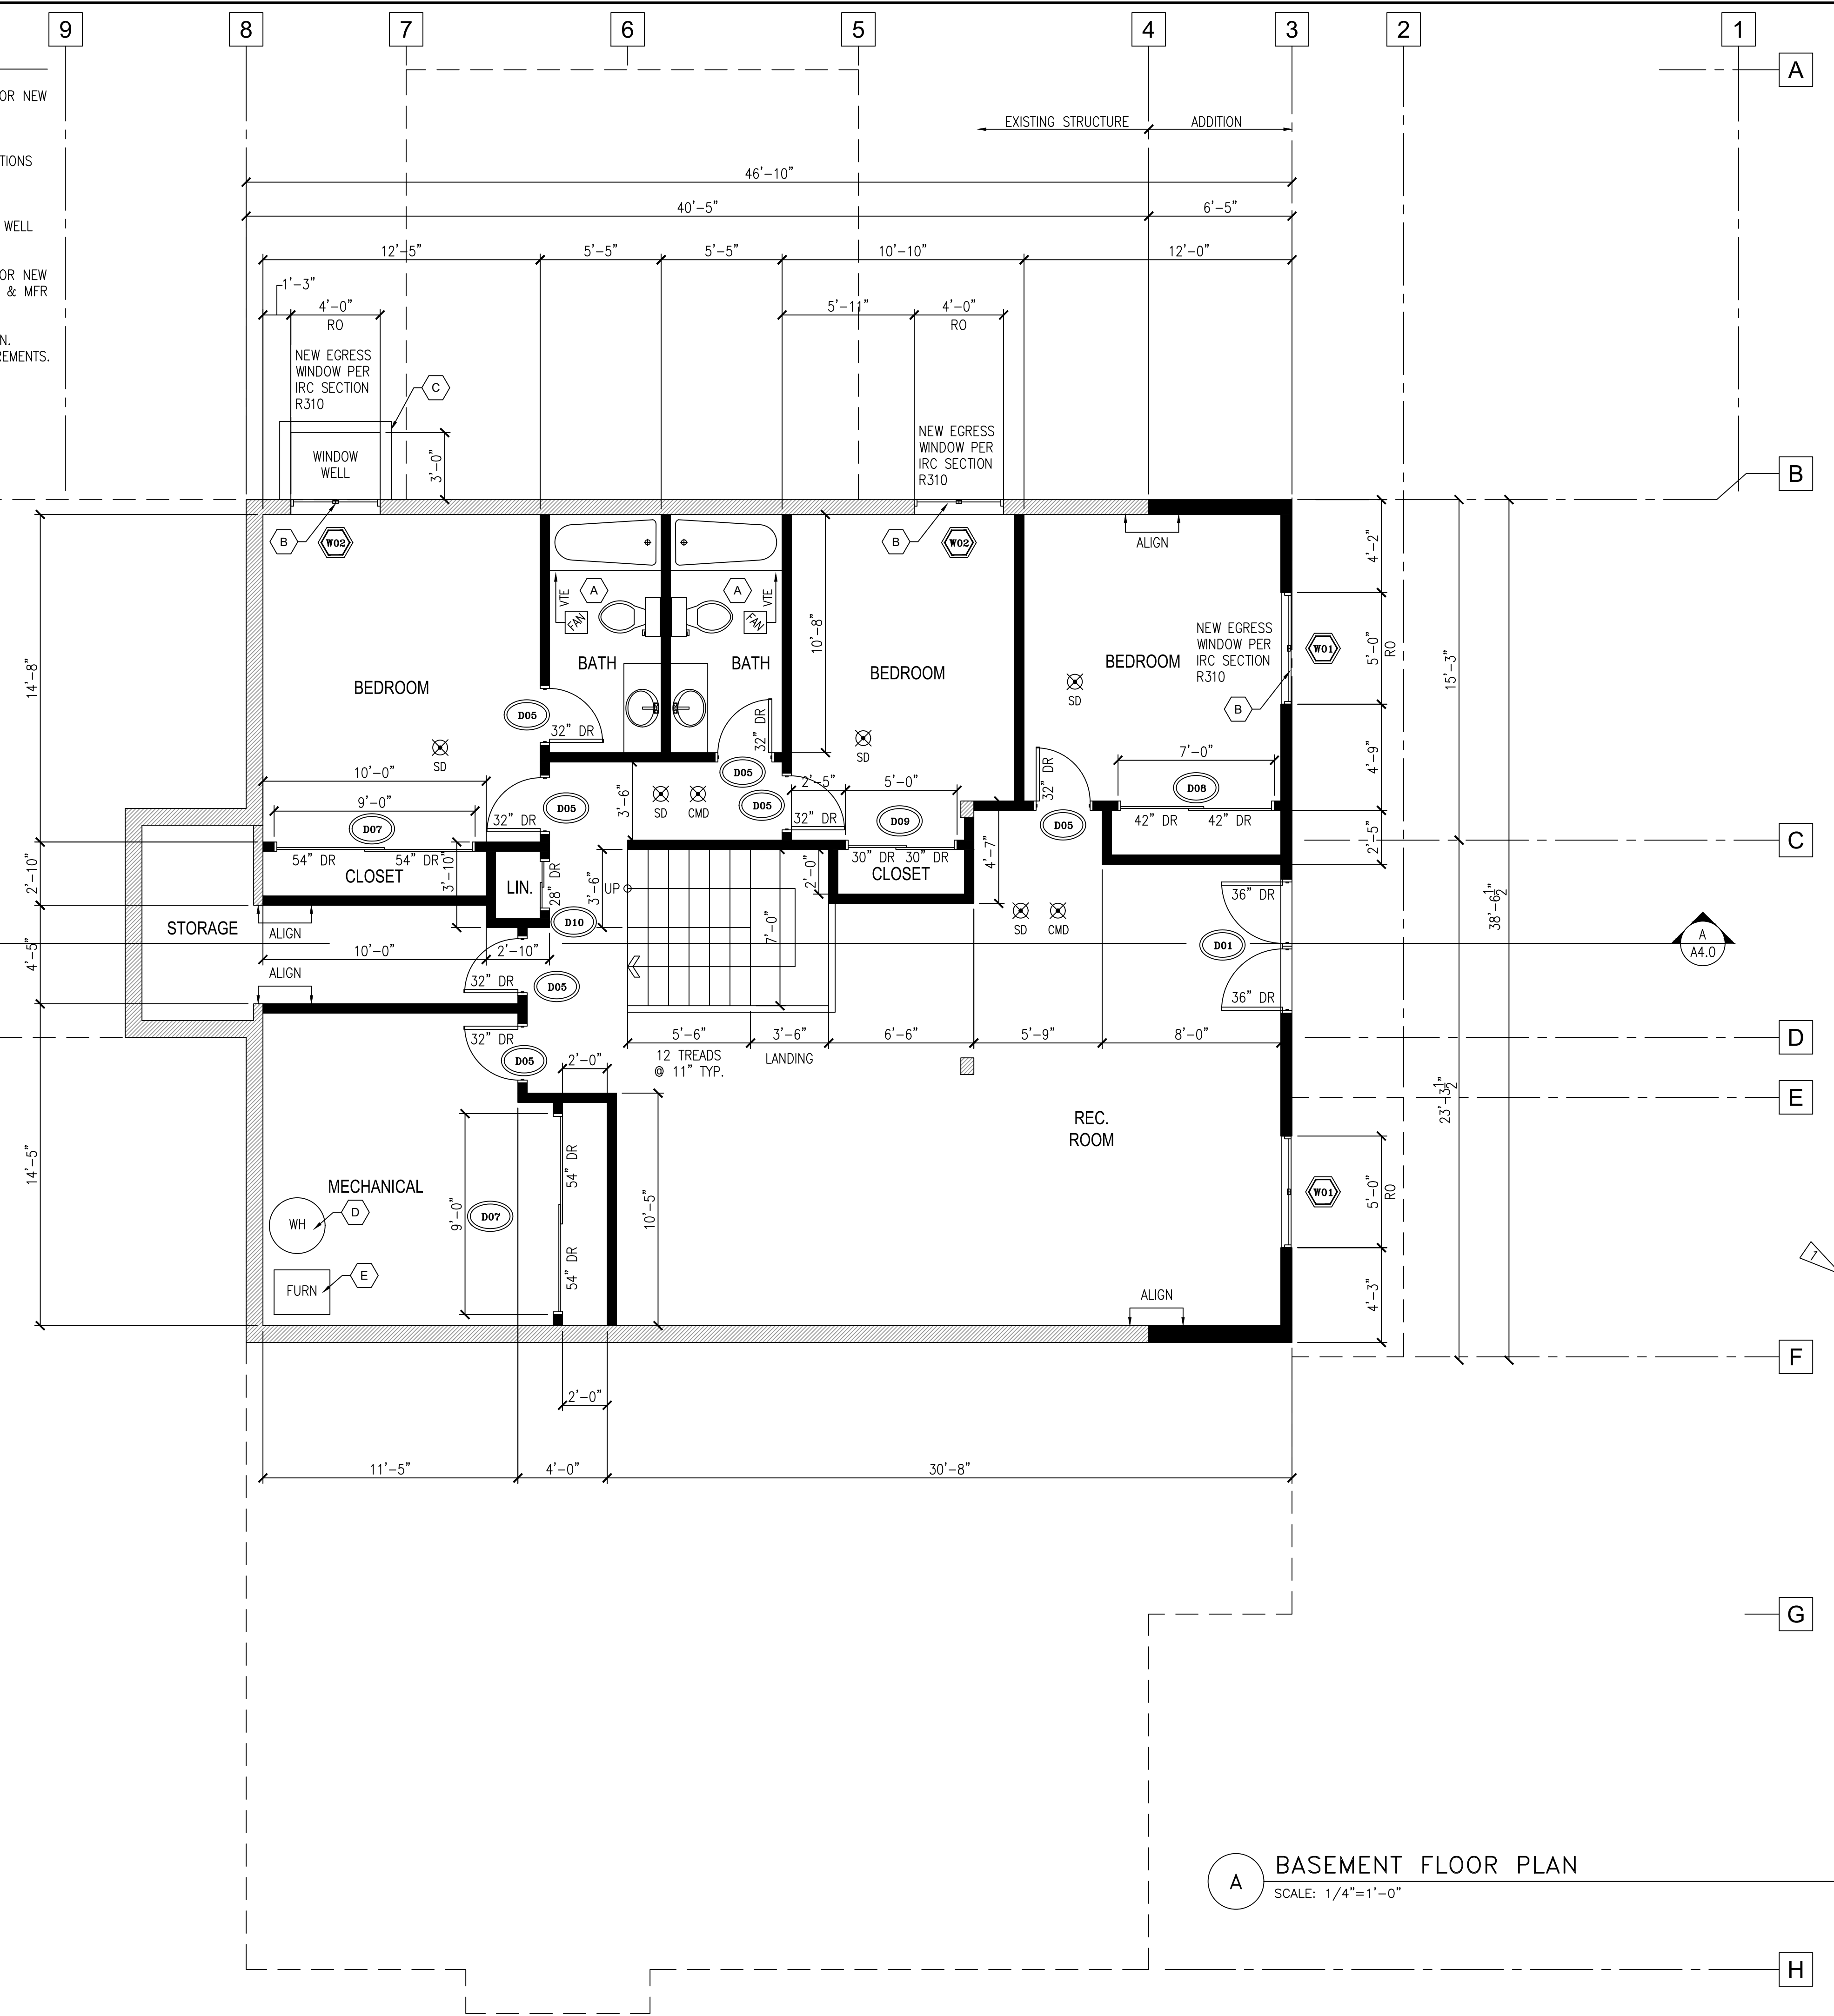 9
8
7
6
5
4
3
2
1
A
OR NEW
TIONS
WELL
OR NEW
& MFR
N.
REMENTS.
EXISTING STRUCTURE
ADDITION
46'-10"
40'-5"
6'-5"
12'-5"
5'-5"
5'-5"
10'-10"
12'-0"
1'-3"
4'-0"
RO
5'-11"
4'-0"
RO
NEW EGRESS
WINDOW PER
IRC SECTION
R310
C
WINDOW
WELL
3'-0"
NEW EGRESS
WINDOW PER
IRC SECTION
R310
B
B
W02
B
W02
ALIGN
4'-2"
VTE
A
FAN
A
VTE
FAN
BATH
BATH
10'-8"
BEDROOM
BEDROOM
BEDROOM
NEW EGRESS
WINDOW PER
IRC SECTION
R310
B
W01
5'-0"
RO
15'-3"
14'-8"
SD
SD
SD
D05
32" DR
32" DR
D05
10'-0"
9'-0"
D07
D05
32" DR
3'-6"
SD
CMD
D05
2'-5"
5'-0"
32" DR
D09
32" DR
D05
7'-0"
D08
42" DR
42" DR
4'-9"
2'-5"
C
54" DR
54" DR
CLOSET
3'-10"
LIN.
28" DR
3'-6"
UP
2'-0"
30" DR
30" DR
CLOSET
4'-7"
2'-10"
36" DR
38'-6 1/2"
STORAGE
ALIGN
D10
7'-0"
SD
CMD
D01
A
A4.0
4'-5"
10'-0"
2'-10"
ALIGN
32" DR
D05
36" DR
32" DR
D05
5'-6"
3'-6"
6'-6"
5'-9"
8'-0"
12 TREADS
@ 11" TYP.
LANDING
D
2'-0"
E
23'-3 1/2"
REC.
ROOM
14'-5"
MECHANICAL
54" DR
9'-0"
D07
10'-5"
W01
5'-0"
RO
WH
D
54" DR
FURN
E
1
ALIGN
4'-3"
F
2'-0"
11'-5"
4'-0"
30'-8"
G
A
BASEMENT FLOOR PLAN
SCALE: 1/4"=1'-0"
H